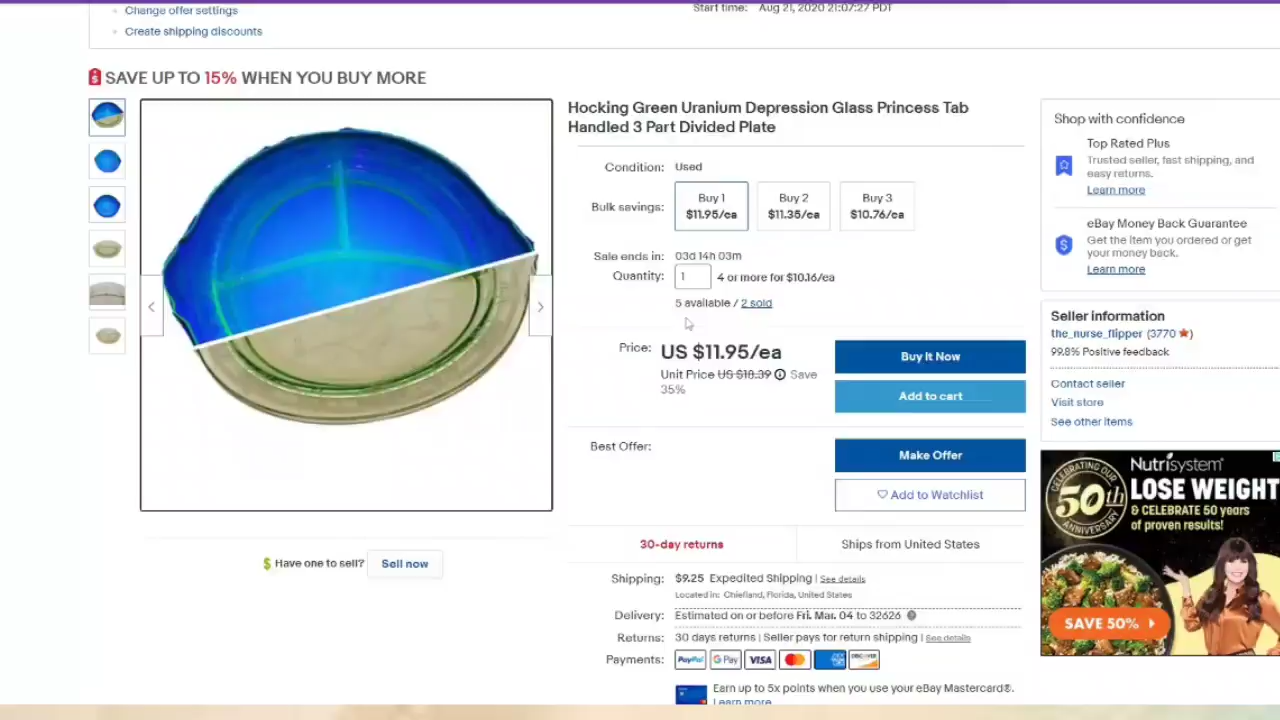 Change offer settings
Start time: Aug 21, 2020 21:07:27 PDT
Create shipping discounts
SAVE UP TO 15% WHEN YOU BUY MORE
Hocking Green Uranium Depression Glass Princess Tab
Handled 3 Part Divided Plate
Condition: Used
Bulk savings:
Buy 1
$11.95/ea
Buy 2
$11.35/ea
Buy 3
$10.76/ea
Sale ends in: 03d 14h 03m
Quantity: 1 4 or more for $10.16/ea
5 available / 2 sold
Price: US $11.95/ea
Unit Price US $18.39 Save
35%
Buy It Now
Add to cart
Best Offer:
Make Offer
Add to Watchlist
30-day returns
Ships from United States
Shipping: $9.25 Expedited Shipping | See details
Located in: Chiefland, Florida, United States
Delivery: Estimated on or before Fri. Mar. 04 to 32626
Returns: 30 days returns | Seller pays for return shipping | See details
Payments: PayPal G Pay VISA DISCOVER
Earn up to 5x points when you use your eBay Mastercard®.
Learn more
Have one to sell? Sell now
Shop with confidence
Top Rated Plus
Trusted seller, fast shipping, and
easy returns.
Learn more
eBay Money Back Guarantee
Get the item you ordered or get
your money back.
Learn more
Seller information
the_nurse_flipper (3770 )
99.8% Positive feedback
Contact seller
Visit store
See other items
CELEBRATING OUR
50th
ANNIVERSARY
Nutrisystem®
LOSE WEIGHT
& CELEBRATE 50 years
of proven results!
SAVE 50%